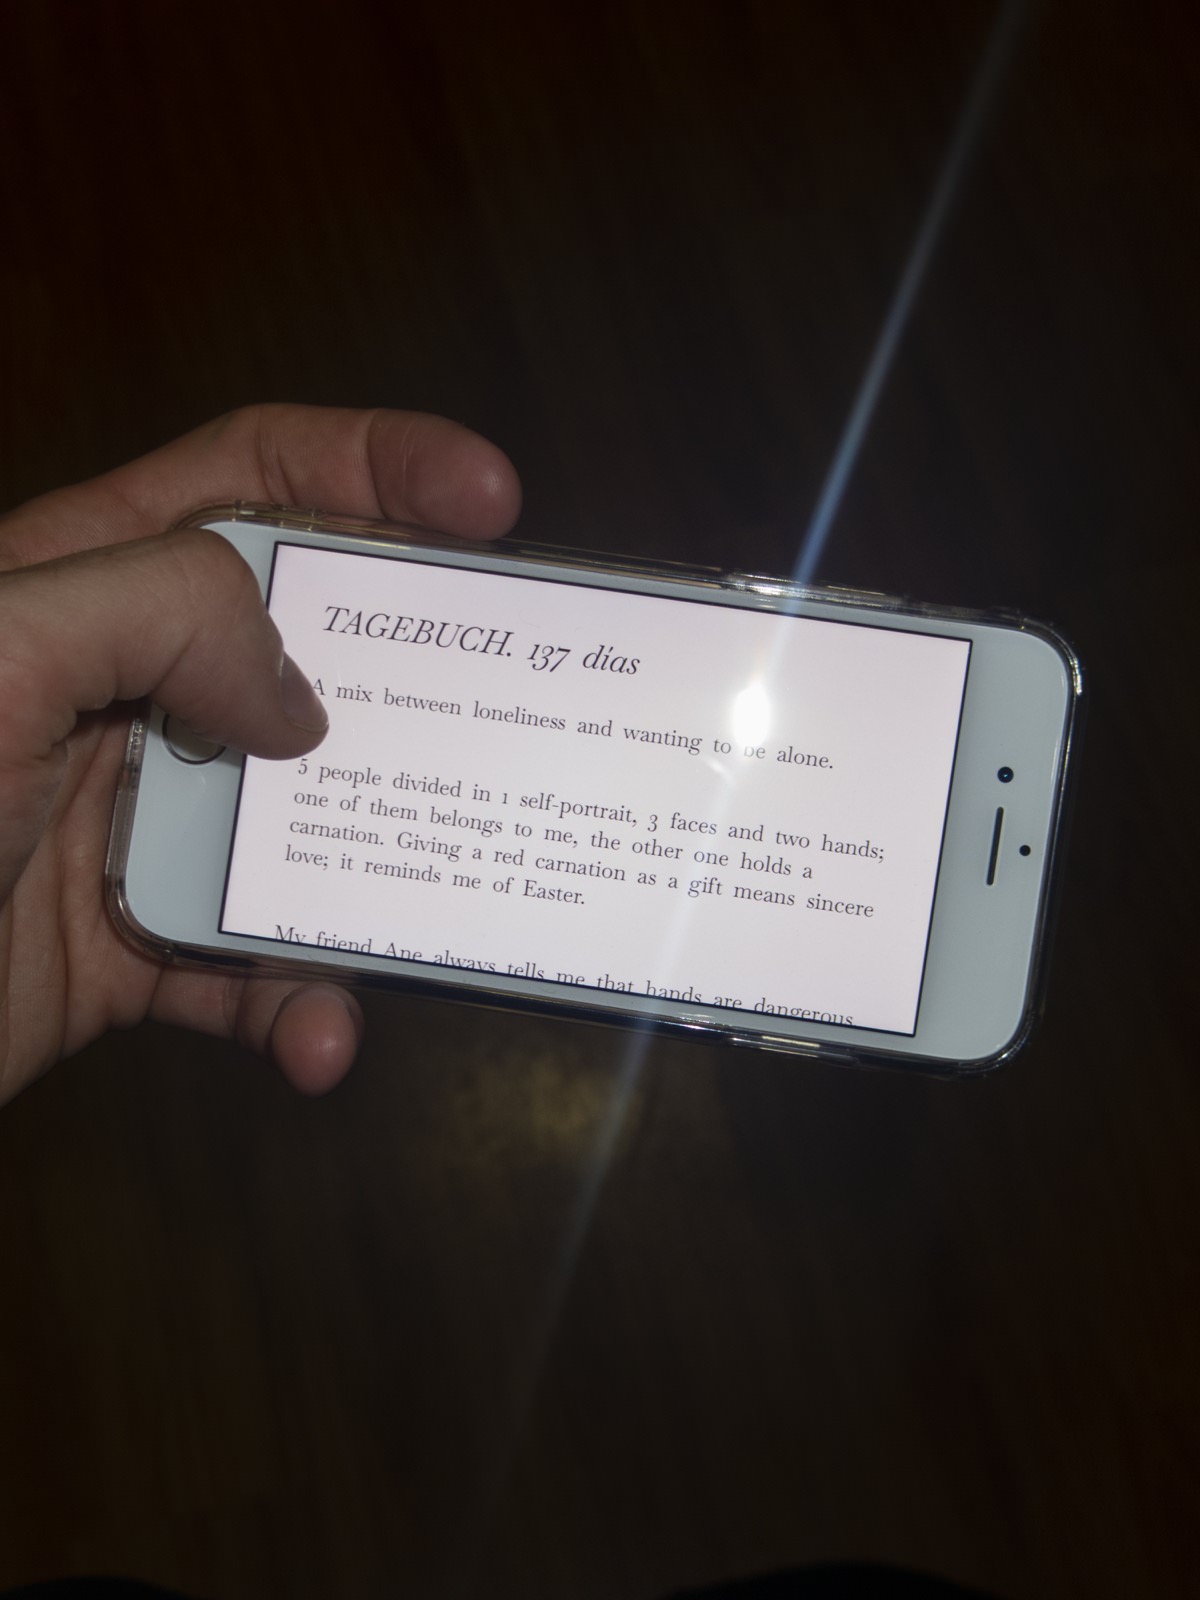 TAGEBUCH. 137 días
A mix between loneliness and wanting to be alone.
5 people divided in 1 self-portrait, 3 faces and two hands;
one of them belongs to me, the other one holds a
carnation. Giving a red carnation as a gift means sincere
love; it reminds me of Easter.
My friend Ane always tells me that hands are dangerous.